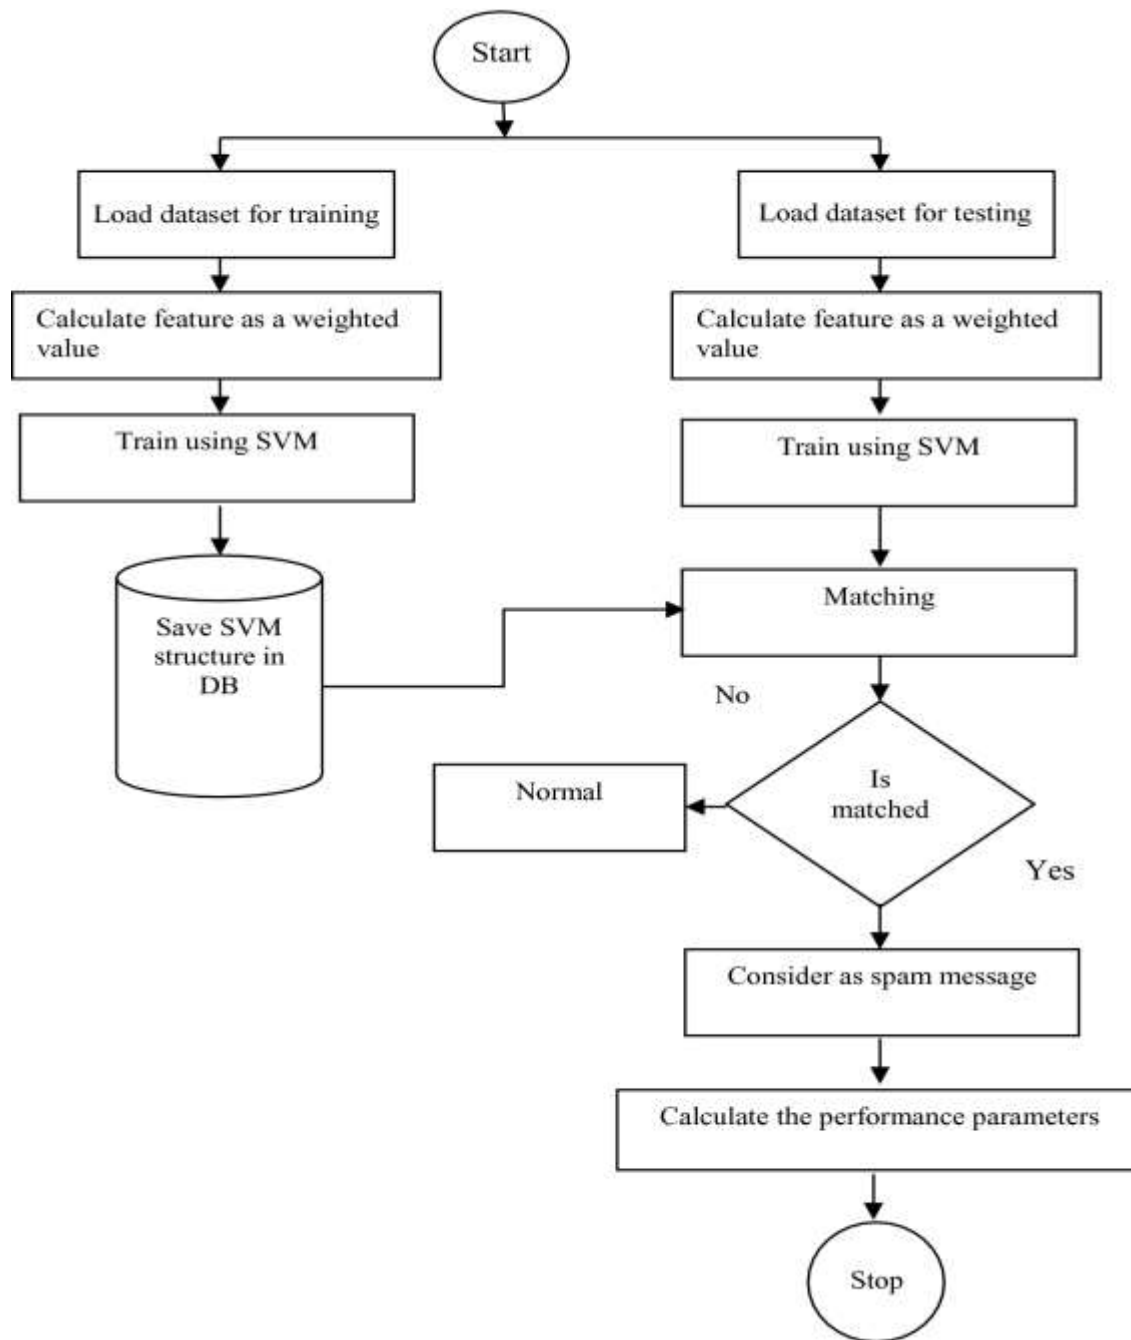 Start
Load dataset for training
Load dataset for testing
Calculate feature as a weighted
value
Calculate feature as a weighted
value
Train using SVM
Train using SVM
Save SVM
structure in
DB
Matching
No
Normal
Is
matched
Yes
Consider as spam message
Calculate the performance parameters
Stop